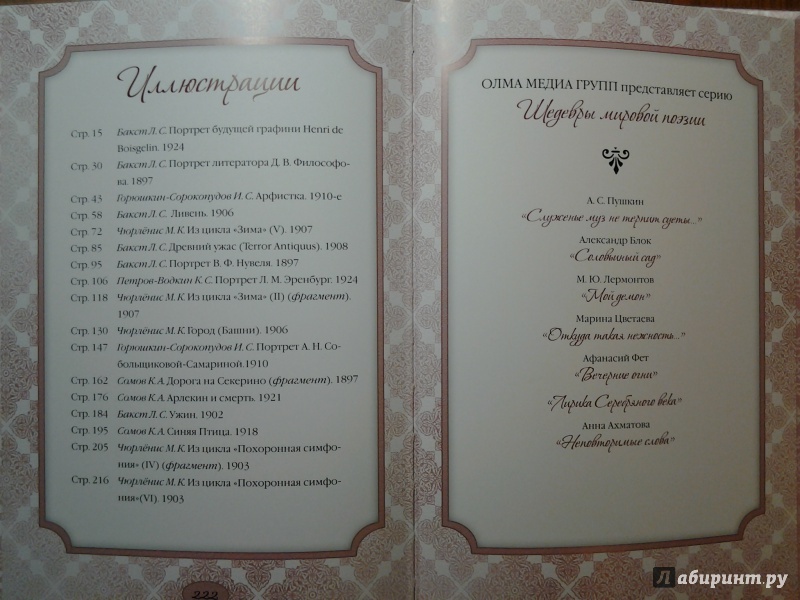 Иллюстрации
Стр. 15 Бакст Л. С. Портрет будущей графини Henri de
Boisgelin. 1924
Стр. 30 Бакст Л. С. Портрет литератора Д. В. Философо-
ва. 1897
Стр. 43 Горюшкин-Сорокопудов И. С. Арфистка. 1910-е
Стр. 58 Бакст Л. С. Ливень. 1906
Стр. 72 Чюрлёнис М. К. Из цикла «Зима» (V). 1907
Стр. 85 Бакст Л. С. Древний ужас (Terror Antiquus). 1908
Стр. 95 Бакст Л. С. Портрет В. Ф. Нувеля. 1897
Стр. 106 Петров-Водкин К. С. Портрет Л. М. Эренбург. 1924
Стр. 118 Чюрлёнис М. К. Из цикла «Зима» (II) (фрагмент).
1907
Стр. 130 Чюрлёнис М. К. Город (Башни). 1906
Стр. 147 Горюшкин-Сорокопудов И. С. Портрет А. Н. Со-
больщиковой-Самариной.1910
Стр. 162 Сомов К. А. Дорога на Секерино (фрагмент). 1897
Стр. 176 Сомов К. А. Арлекин и смерть. 1921
Стр. 184 Бакст Л. С. Ужин. 1902
Стр. 195 Сомов К. А. Синяя Птица. 1918
Стр. 205 Чюрлёнис М. К. Из цикла «Похоронная симфо-
ния» (IV) (фрагмент). 1903
Стр. 216 Чюрлёнис М. К. Из цикла «Похоронная симфо-
ния»(VI). 1903
222
ОЛМА МЕДИА ГРУПП представляет серию
Шедевры мировой поэзии
А. С. Пушкин
«Служенье муз не терпит суеты...»
Александр Блок
«Соловьиный сад»
М. Ю. Лермонтов
«Мой демон»
Марина Цветаева
«Откуда такая нежность...»
Афанасий Фет
«Вечерние огни»
«Лирика Серебряного века»
Анна Ахматова
«Неповторимые слова»
Лабиринт.ру